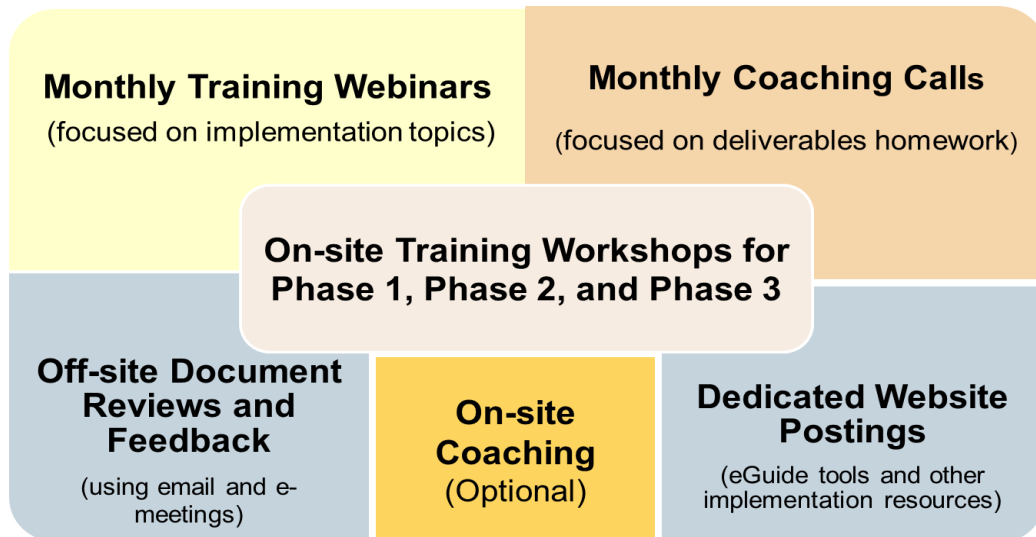 Monthly Training Webinars
(focused on implementation topics)
Monthly Coaching Calls
(focused on deliverables homework)
On-site Training Workshops for
Phase 1, Phase 2, and Phase 3
Off-site Document
Reviews and
Feedback
(using email and e-
meetings)
On-site
Coaching
(Optional)
Dedicated Website
Postings
(eGuide tools and other
implementation resources)